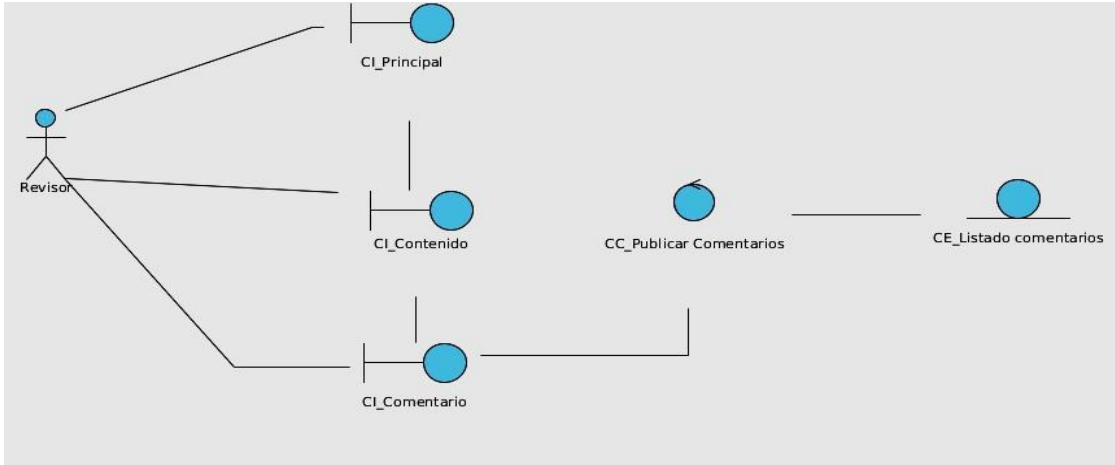 CI_Principal
Revisor
CI_Contenido
CC_Publicar Comentarios
CE_Listado comentarios
CI_Comentario